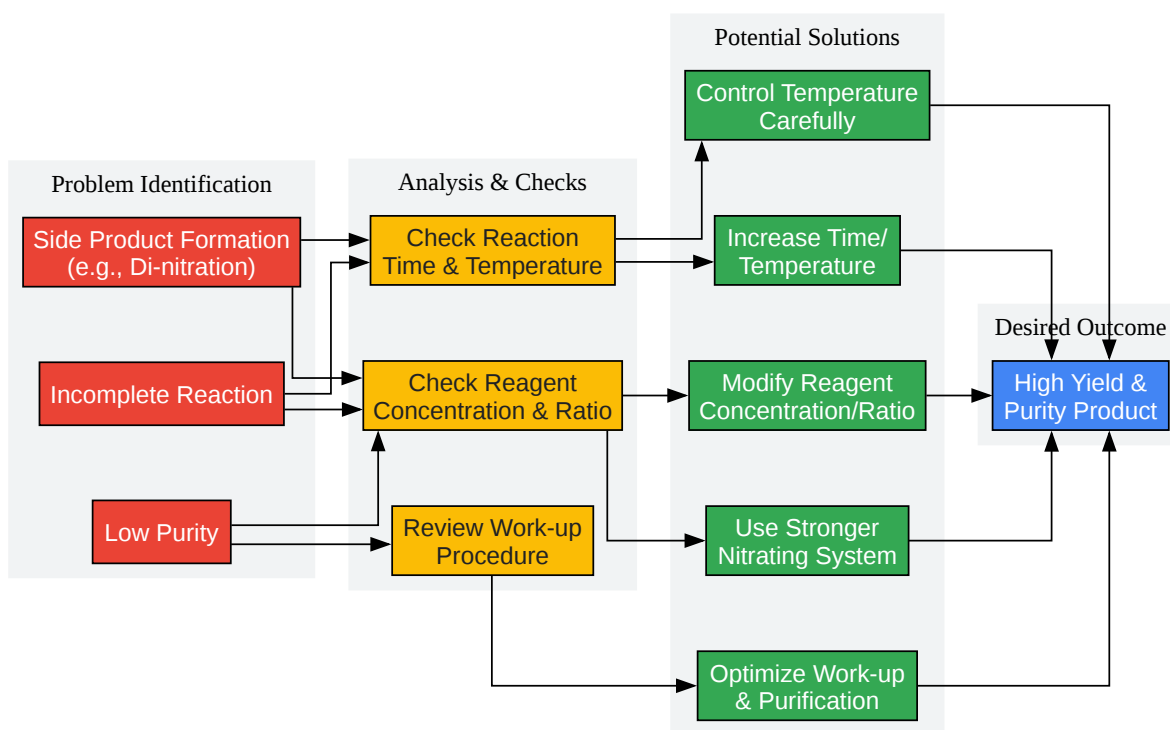 Potential Solutions
Control Temperature
Carefully
Problem Identification
Analysis & Checks
Side Product Formation
(e.g., Di-nitration)
Check Reaction
Time & Temperature
Increase Time/
Temperature
Desired Outcome
Incomplete Reaction
Check Reagent
Concentration & Ratio
Modify Reagent
Concentration/Ratio
High Yield &
Purity Product
Low Purity
Review Work-up
Procedure
Use Stronger
Nitrating System
Optimize Work-up
& Purification